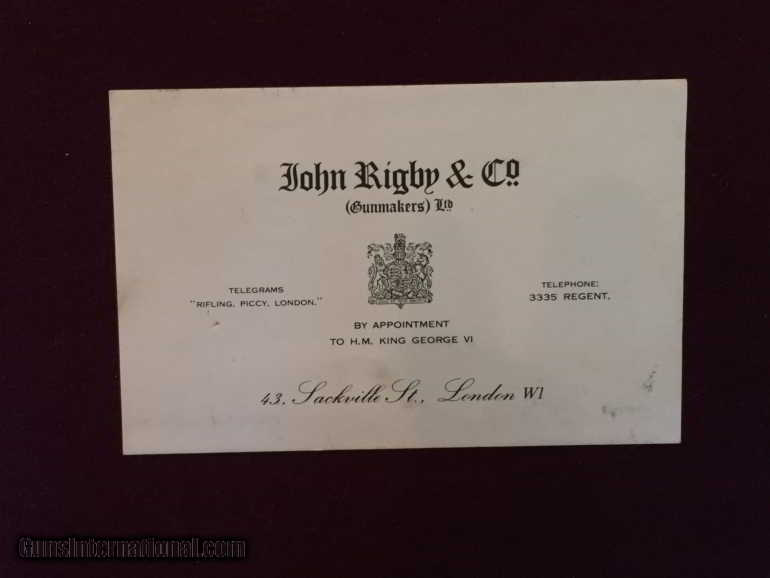 John Rigby & Co.
(Gunmakers) Ltd
TELEGRAMS
"RIFLING, PICCY, LONDON."
TELEPHONE:
3335 REGENT.
BY APPOINTMENT
TO H.M. KING GEORGE VI
43, Sackville St., London W1
GunsInternational.com